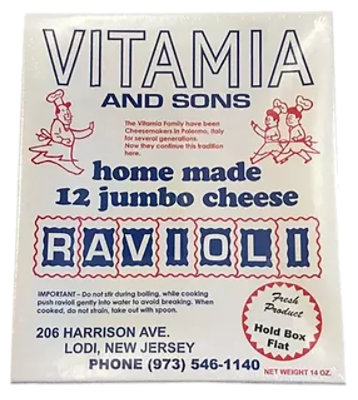 VITAMIA
AND SONS
The Vitamia Family have been
Cheesemakers in Palermo, Italy
for several generations.
Now they continue this tradition
here.
home made
12 jumbo cheese
RAVIOLI
IMPORTANT – Do not stir during boiling, while cooking
push ravioli gently into water to avoid breaking. When
cooked, do not strain, take out with spoon.
Fresh
Product
Hold Box
Flat
206 HARRISON AVE.
LODI, NEW JERSEY
PHONE (973) 546-1140
NET WEIGHT 14 OZ.